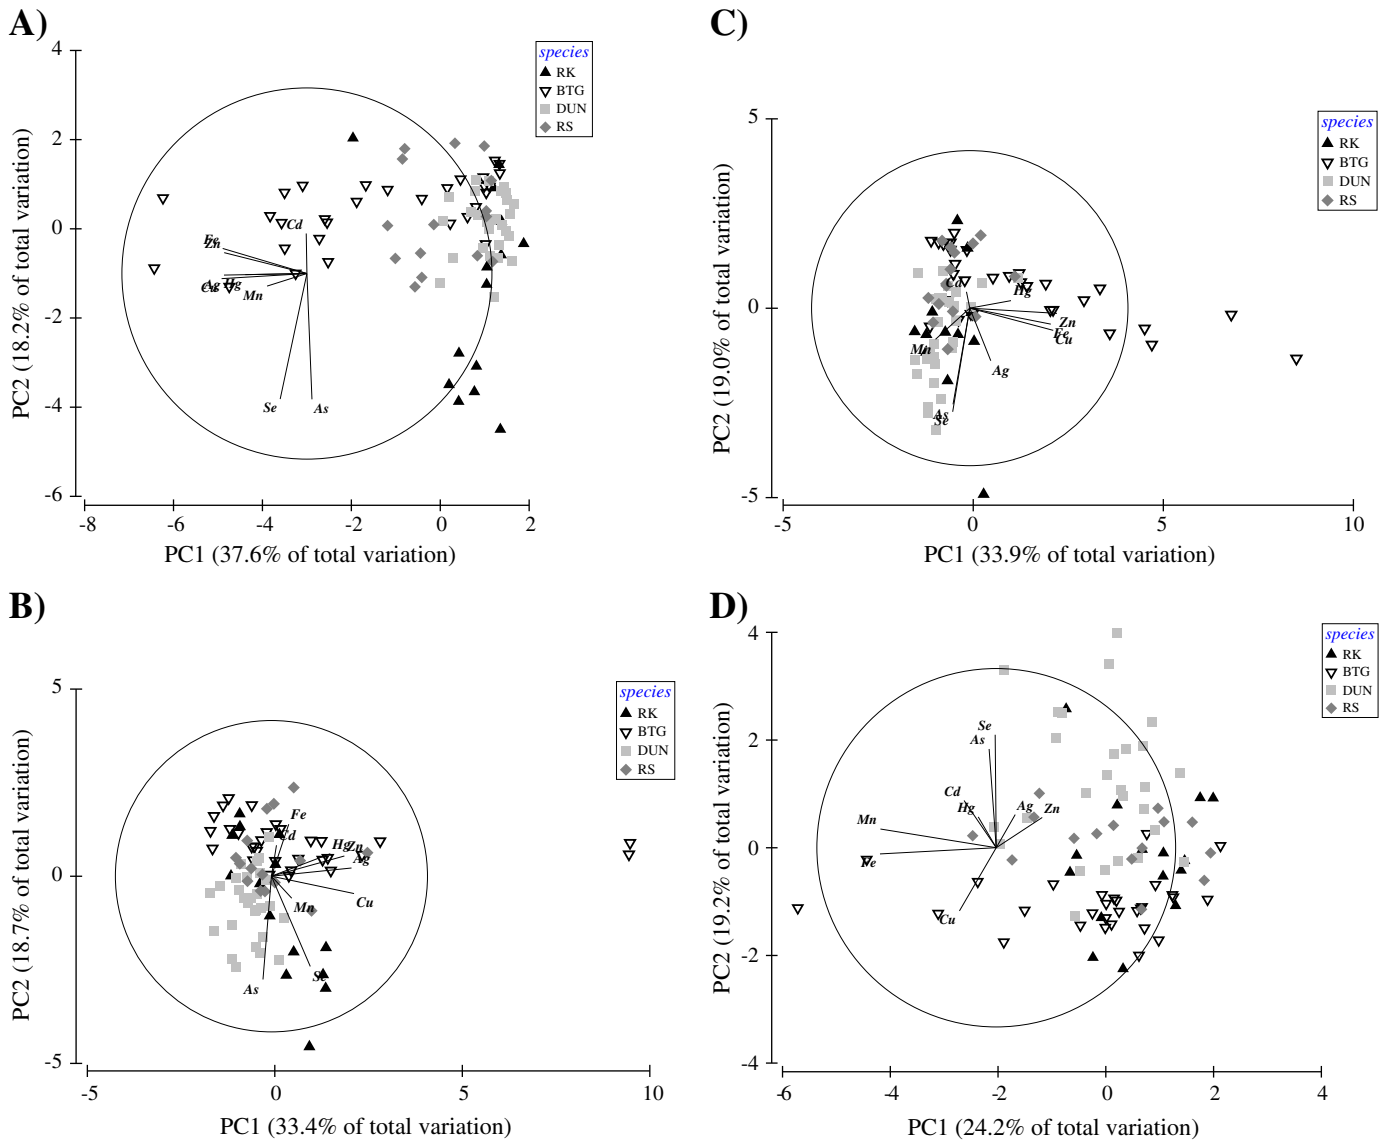 A)
species
RK
BTG
DUN
RS
4
2
0
-2
-4
-6
PC2 (18.2% of total variation)
Cd
Fe
Zn
Ag Hg
Cu
Mn
Se
As
-8
-6
-4
-2
0
2
PC1 (37.6% of total variation)
C)
species
RK
BTG
DUN
RS
5
0
-5
PC2 (19.0% of total variation)
Cd
Hg
Zn
Fe
Cu
Mn
Ag
As
Se
-5
0
5
10
PC1 (33.9% of total variation)
B)
species
RK
BTG
DUN
RS
5
0
-5
PC2 (18.7% of total variation)
Fe
Cd
Hg
Zn
Ag
Cu
Mn
Se
As
-5
0
5
10
PC1 (33.4% of total variation)
D)
species
RK
BTG
DUN
RS
4
2
0
-2
-4
PC2 (19.2% of total variation)
Se
As
Cd
Hg
Ag
Zn
Mn
Fe
Cu
-6
-4
-2
0
2
4
PC1 (24.2% of total variation)